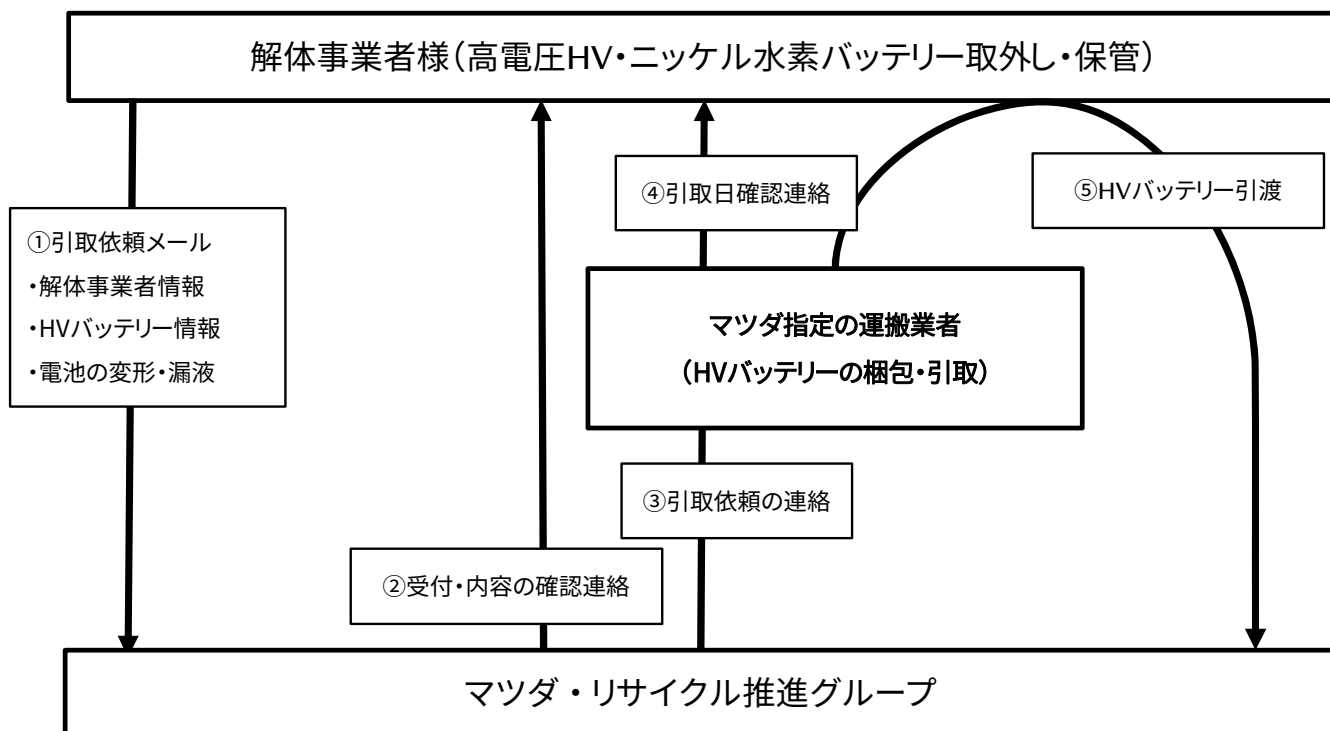 解体事業者様(高電圧HV・ニッケル水素バッテリー取外し・保管)
①引取依頼メール
・解体事業者情報
・HVバッテリー情報
・電池の変形・漏液
④引取日確認連絡
⑤HVバッテリー引渡
マツダ指定の運搬業者
(HVバッテリーの梱包・引取)
③引取依頼の連絡
②受付・内容の確認連絡
マツダ・リサイクル推進グループ